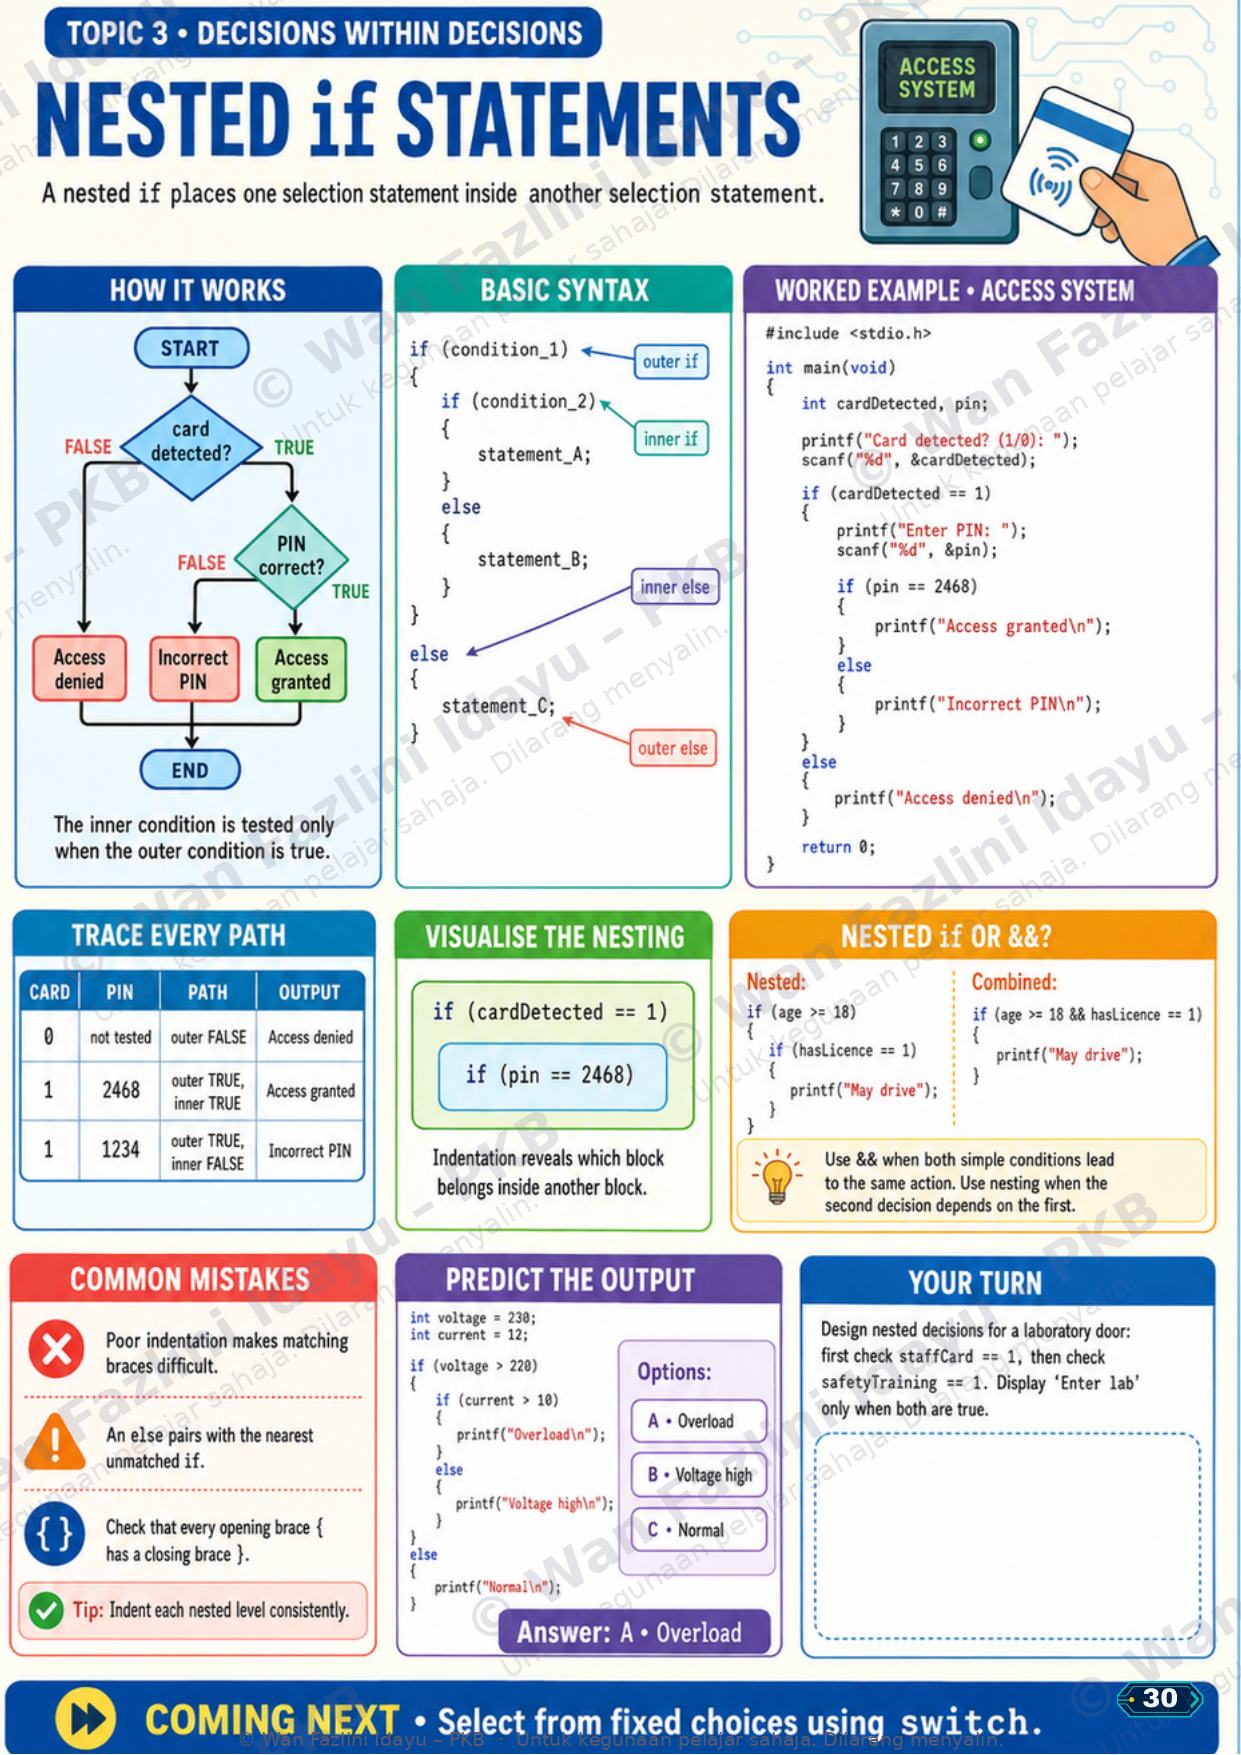 TOPIC 3 • DECISIONS WITHIN DECISIONS
NESTED if STATEMENTS
A nested if places one selection statement inside another selection statement.
ACCESS
SYSTEM
1 2 3
4 5 6
7 8 9
* 0 #
HOW IT WORKS
START
card
detected?
FALSE
TRUE
PIN
correct?
FALSE
TRUE
Access
denied
Incorrect
PIN
Access
granted
END
The inner condition is tested only
when the outer condition is true.
BASIC SYNTAX
if (condition_1)
outer if
{
if (condition_2)
inner if
{
statement_A;
}
else
{
statement_B;
}
inner else
}
else
{
statement_C;
}
outer else
WORKED EXAMPLE • ACCESS SYSTEM
#include <stdio.h>
int main(void)
{
int cardDetected, pin;
printf("Card detected? (1/0): ");
scanf("%d", &cardDetected);
if (cardDetected == 1)
{
printf("Enter PIN: ");
scanf("%d", &pin);
if (pin == 2468)
{
printf("Access granted\n");
}
else
{
printf("Incorrect PIN\n");
}
}
else
{
printf("Access denied\n");
}
return 0;
}
TRACE EVERY PATH
CARD PIN PATH OUTPUT
0 not tested outer FALSE Access denied
1 2468 outer TRUE, inner TRUE Access granted
1 1234 outer TRUE, inner FALSE Incorrect PIN
VISUALISE THE NESTING
if (cardDetected == 1)
if (pin == 2468)
Indentation reveals which block
belongs inside another block.
NESTED if OR &&?
Nested:
if (age >= 18)
{
if (hasLicence == 1)
{
printf("May drive");
}
}
Combined:
if (age >= 18 && hasLicence == 1)
{
printf("May drive");
}
Use && when both simple conditions lead
to the same action. Use nesting when the
second decision depends on the first.
COMMON MISTAKES
Poor indentation makes matching
braces difficult.
An else pairs with the nearest
unmatched if.
{ }
Check that every opening brace {
has a closing brace }.
Tip: Indent each nested level consistently.
PREDICT THE OUTPUT
int voltage = 230;
int current = 12;
if (voltage > 220)
{
if (current > 10)
{
printf("Overload\n");
}
else
{
printf("Voltage high\n");
}
}
else
{
printf("Normal\n");
}
Options:
A • Overload
B • Voltage high
C • Normal
Answer: A • Overload
YOUR TURN
Design nested decisions for a laboratory door:
first check staffCard == 1, then check
safetyTraining == 1. Display ‘Enter lab’
only when both are true.
COMING NEXT • Select from fixed choices using switch.
30
© Wan Fazlini Idayu – PKB · Untuk kegunaan pelajar sahaja. Dilarang menyalin.